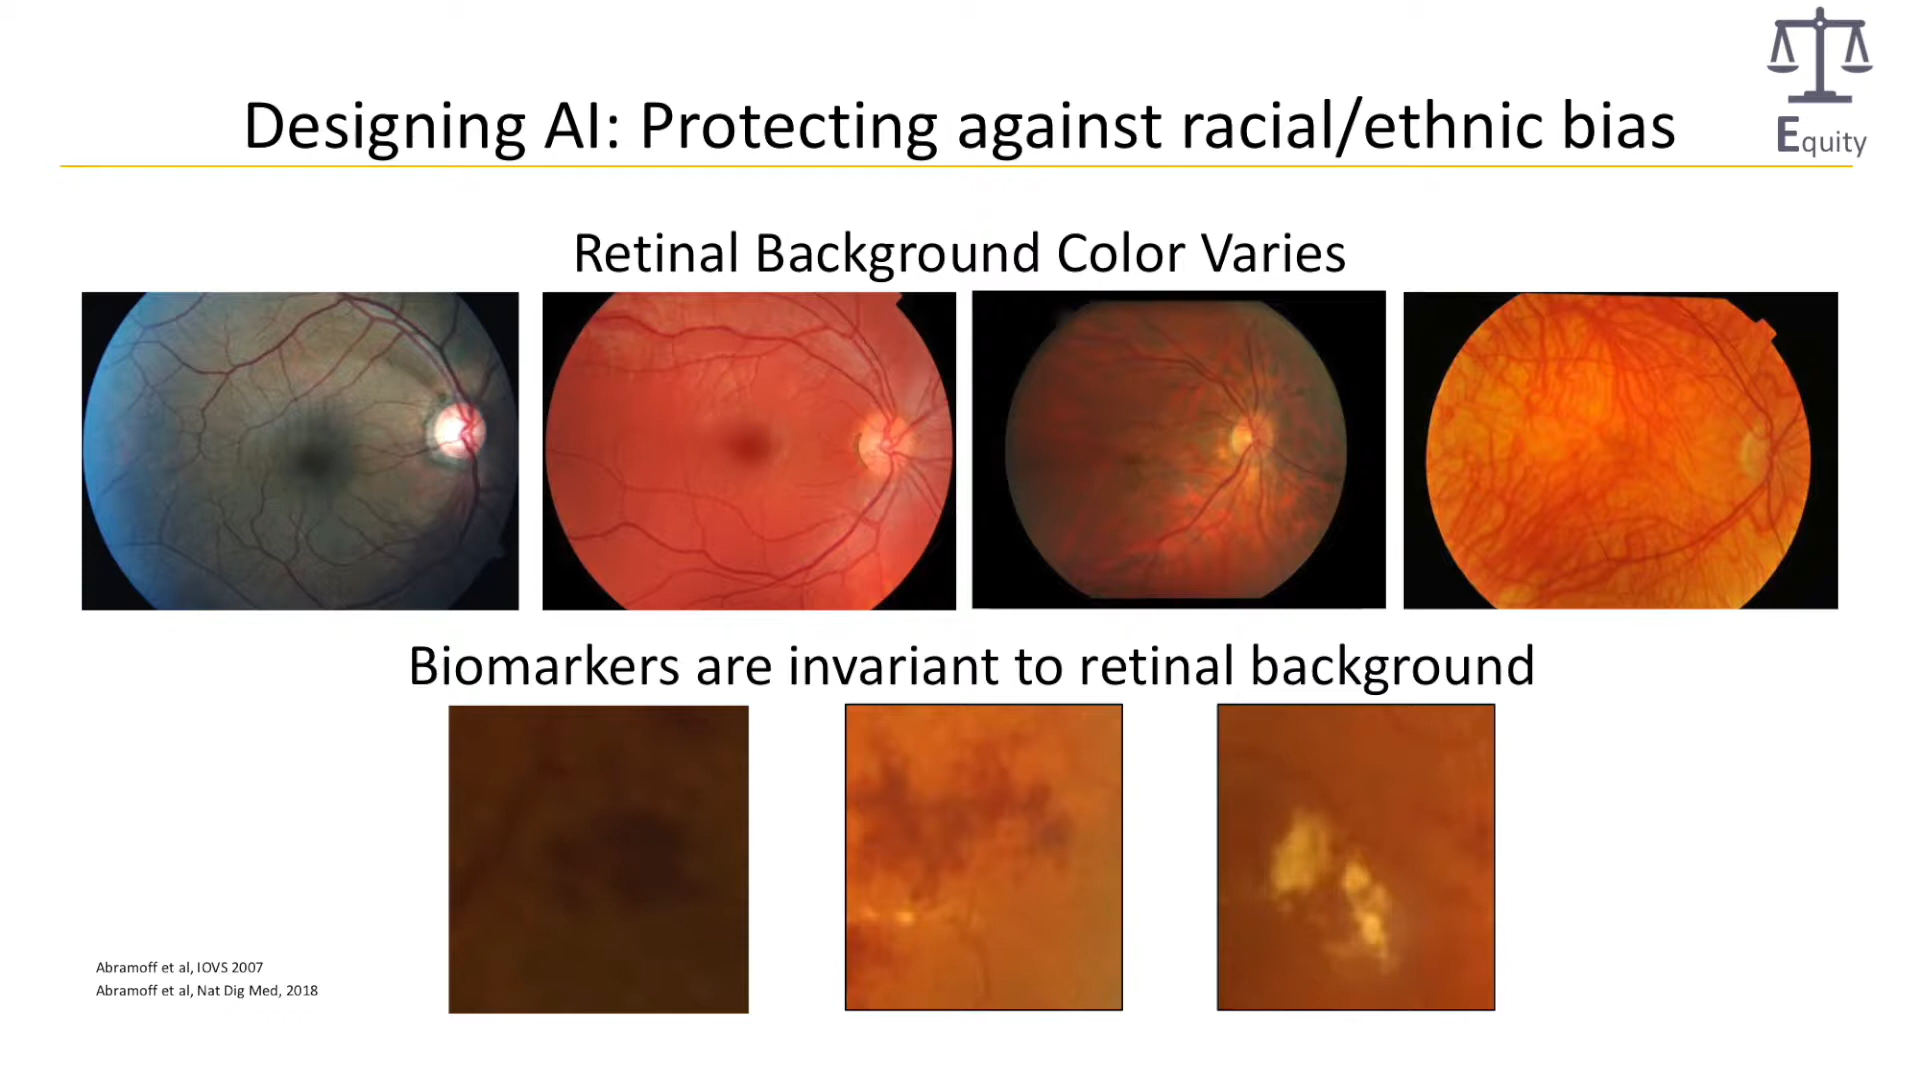 Equity
Designing AI: Protecting against racial/ethnic bias
Retinal Background Color Varies
Biomarkers are invariant to retinal background
Abramoff et al, IOVS 2007
Abramoff et al, Nat Dig Med, 2018